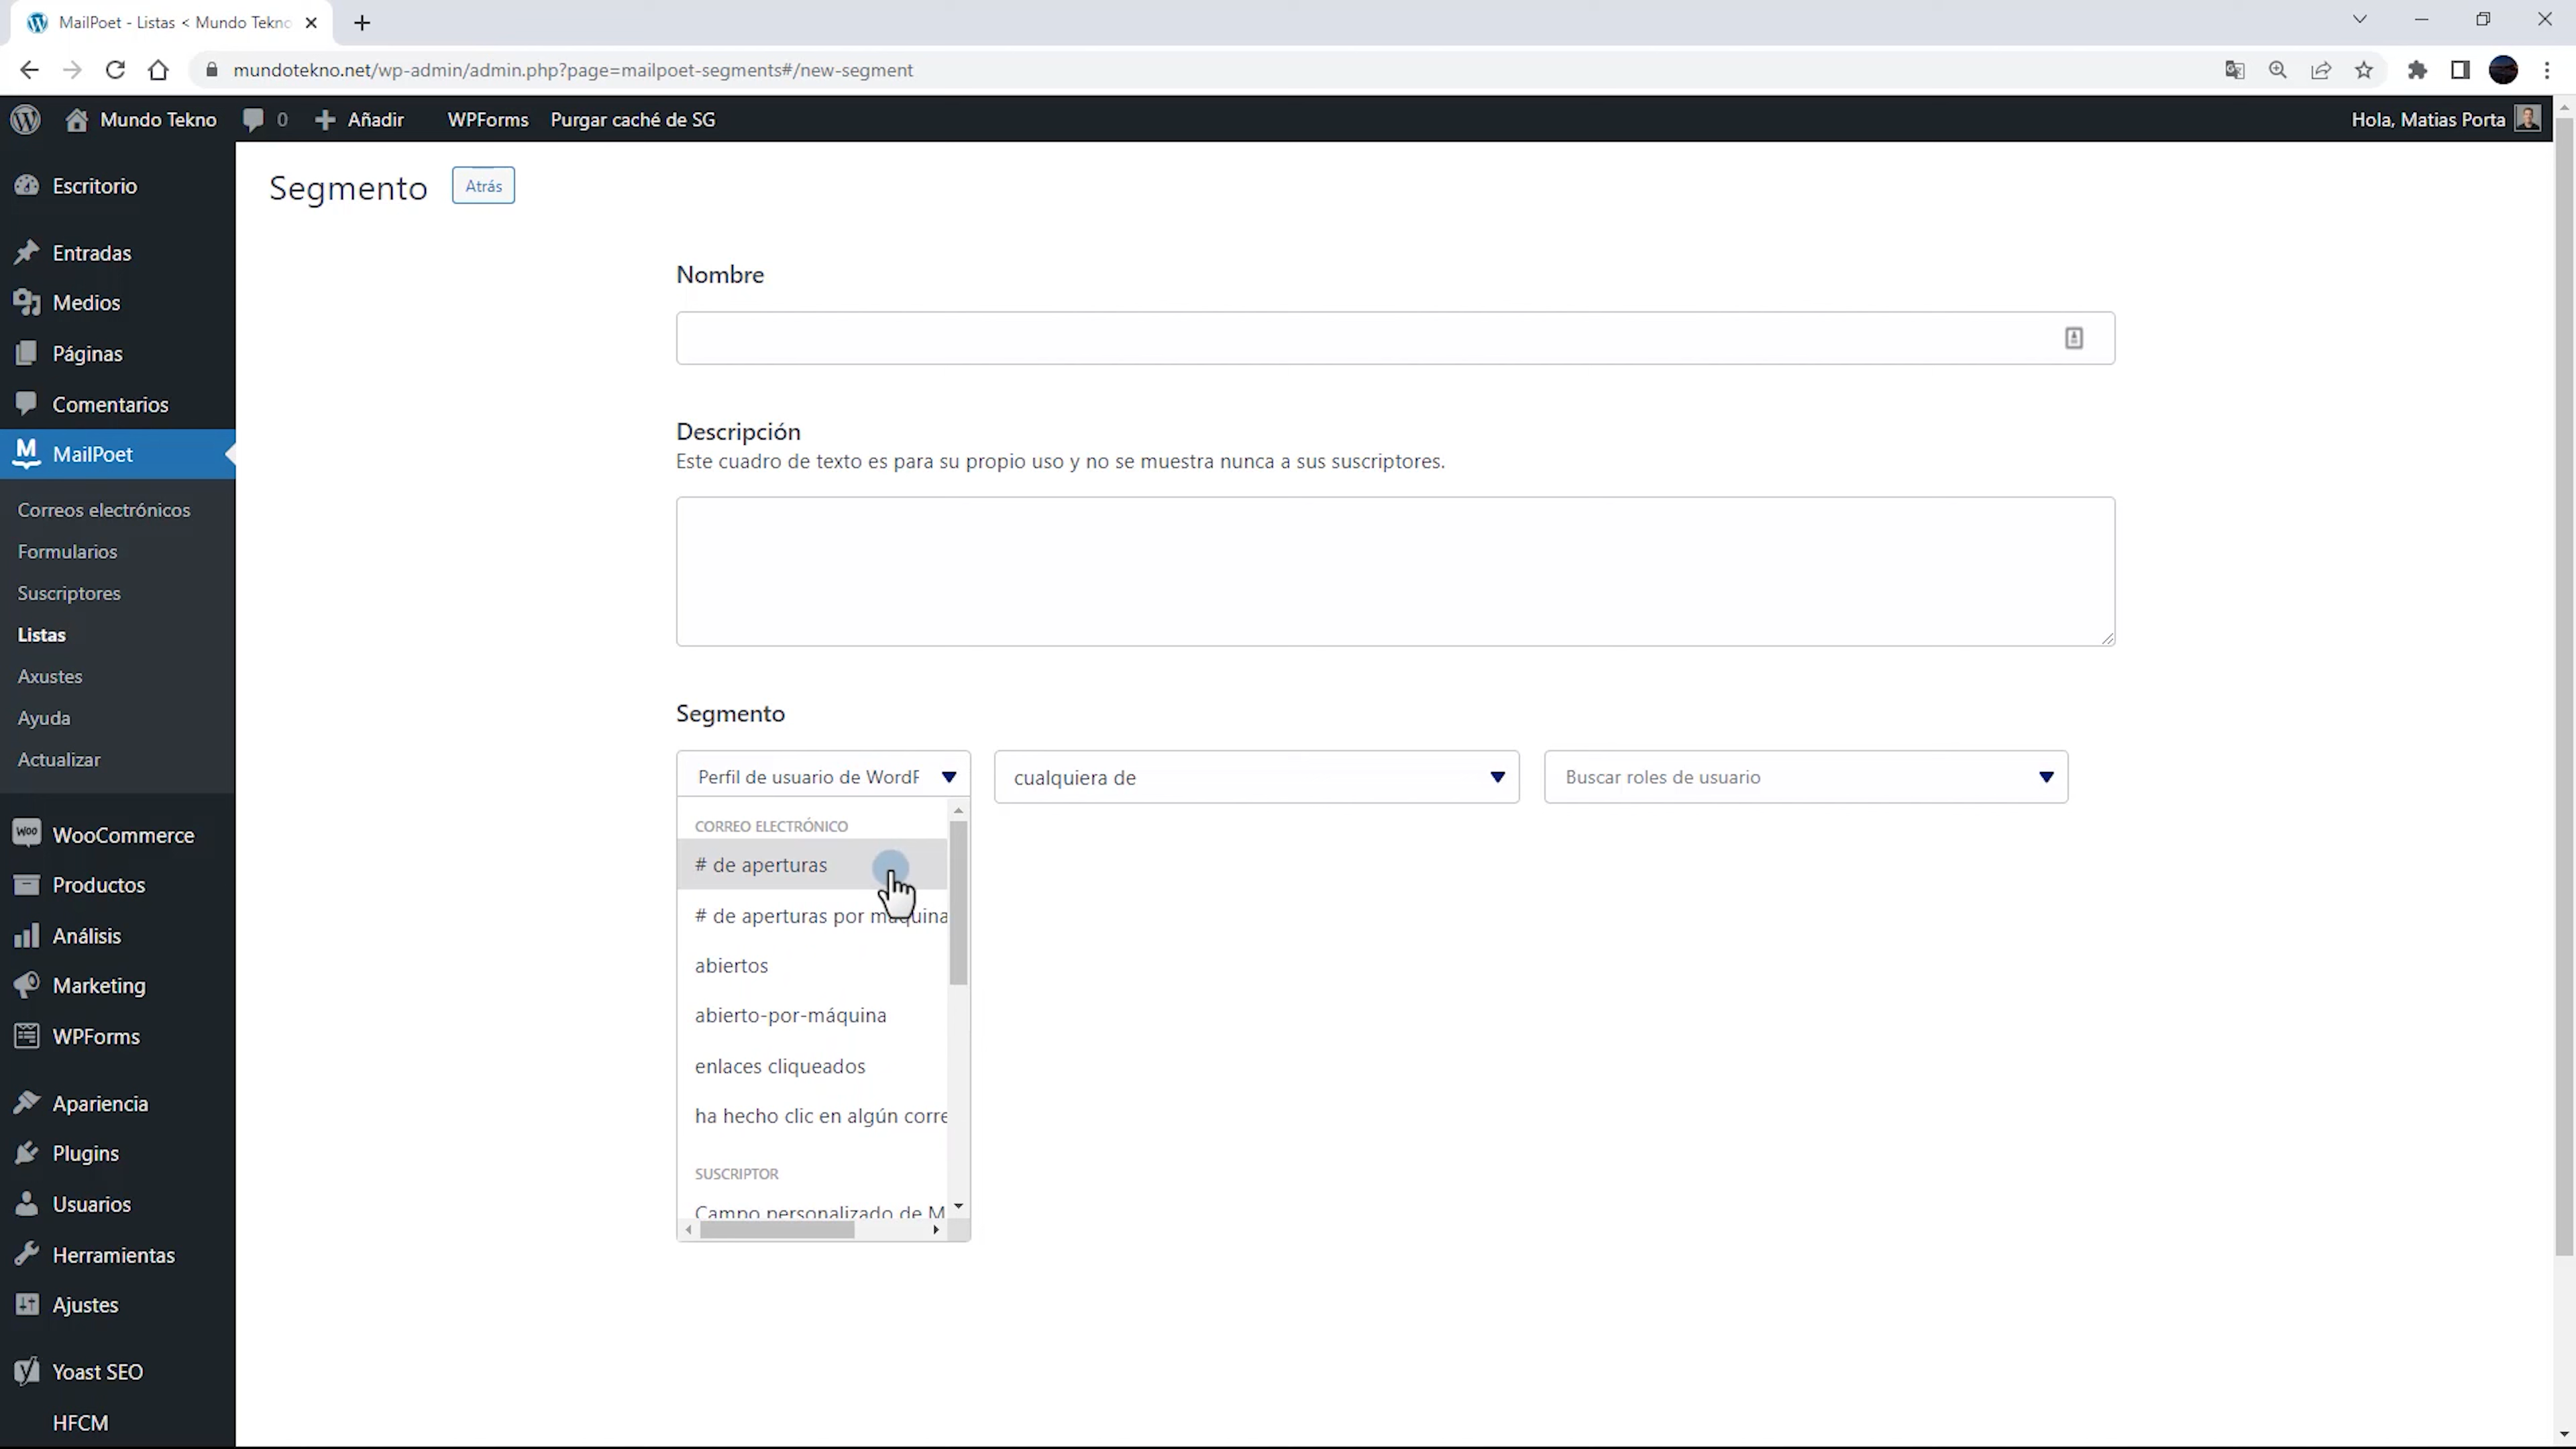 MailPoet - Listas < Mundo Tekno
mundotekno.net/wp-admin/admin.php?page=mailpoet-segments#/new-segment
Mundo Tekno
0
Añadir
WPForms
Purgar caché de SG
Hola, Matias Porta
Escritorio
Entradas
Medios
Páginas
Comentarios
MailPoet
Correos electrónicos
Formularios
Suscriptores
Listas
Axustes
Ayuda
Actualizar
WooCommerce
Productos
Análisis
Marketing
WPForms
Apariencia
Plugins
Usuarios
Herramientas
Ajustes
Yoast SEO
HFCM
Segmento
Atrás
Nombre
Descripción
Este cuadro de texto es para su propio uso y no se muestra nunca a sus suscriptores.
Segmento
Perfil de usuario de WordF
cualquiera de
Buscar roles de usuario
CORREO ELECTRÓNICO
# de aperturas
# de aperturas por máquina
abiertos
abierto-por-máquina
enlaces cliqueados
ha hecho clic en algún corre
SUSCRIPTOR
Campo personalizado de M